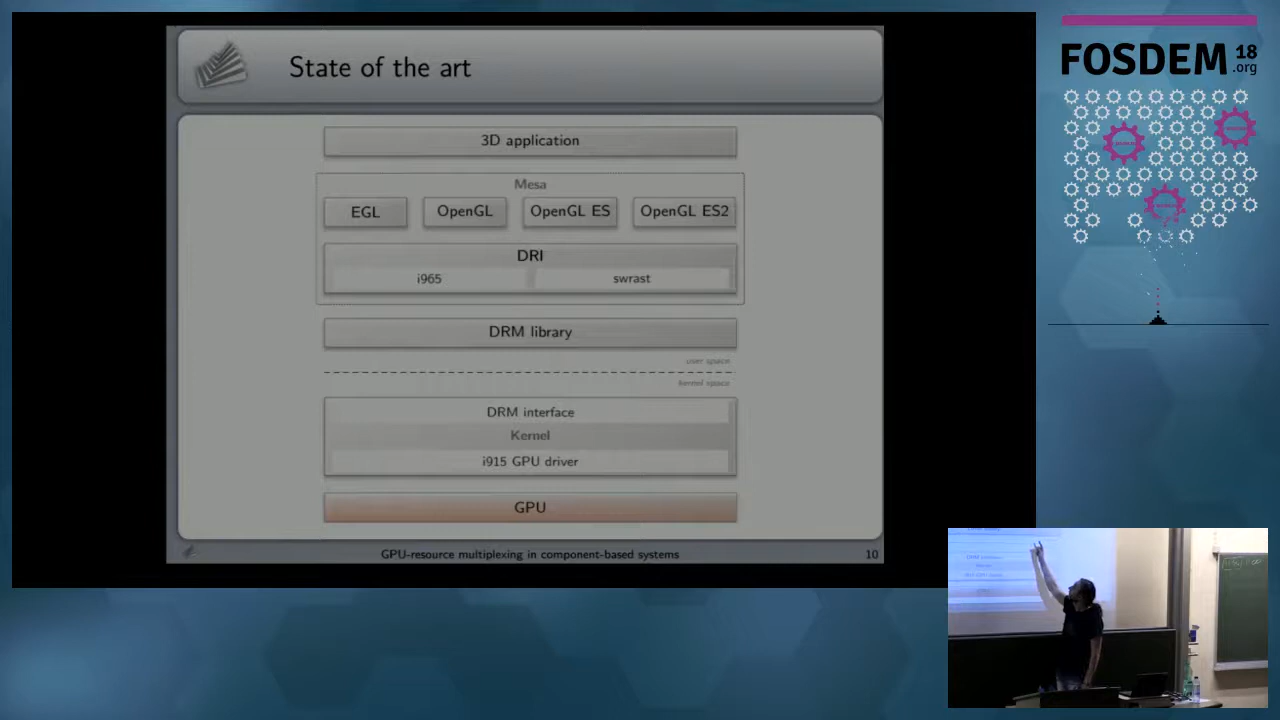 State of the art
3D application
Mesa
EGL
OpenGL
OpenGL ES
OpenGL ES2
DRI
i965
swrast
DRM library
user space
kernel space
DRM interface
Kernel
i915 GPU driver
GPU
GPU-resource multiplexing in component-based systems
10
FOSDEM 18
.org